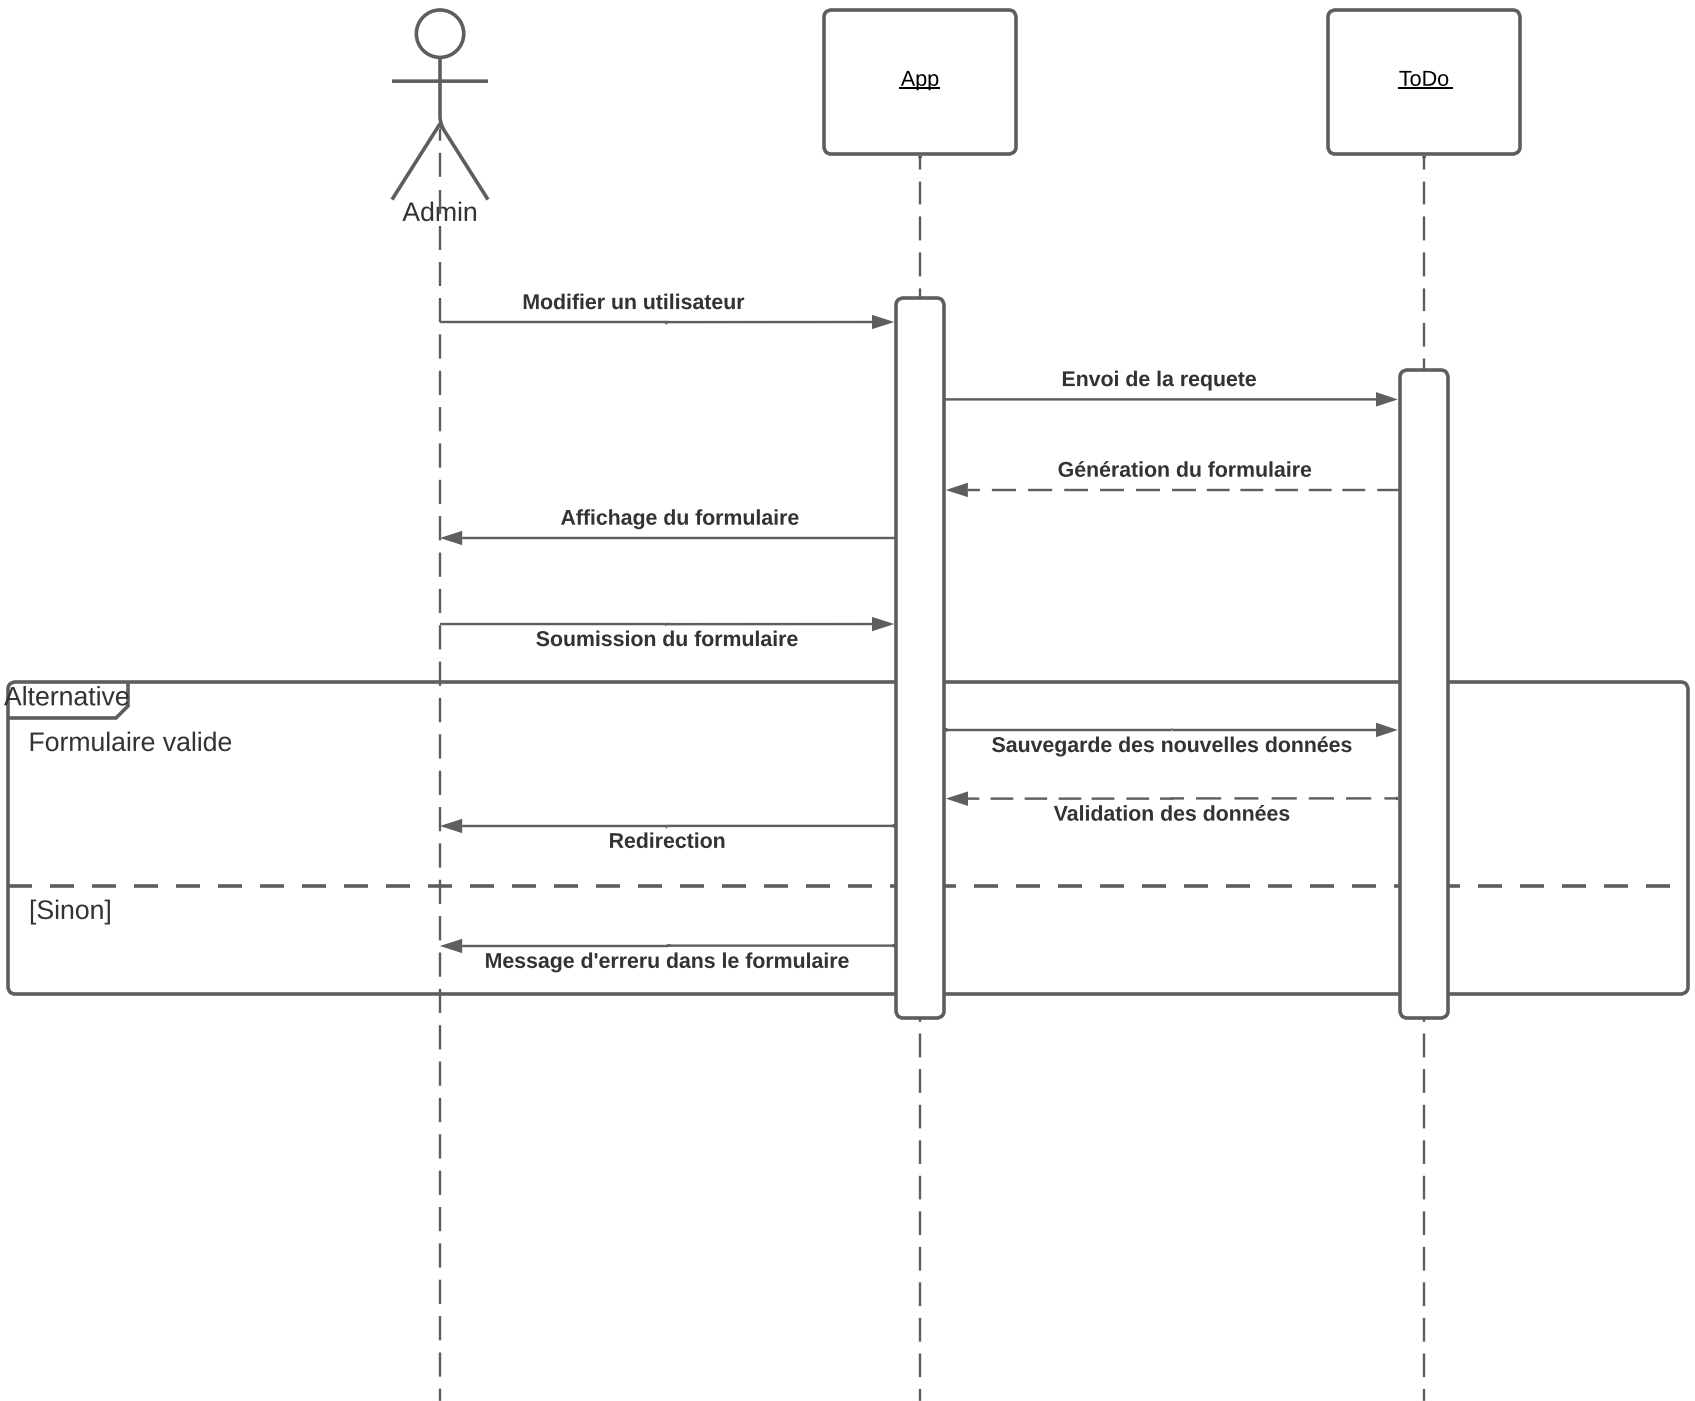 App
ToDo
Admin
Modifier un utilisateur
Envoi de la requete
Génération du formulaire
Affichage du formulaire
Soumission du formulaire
Alternative
Formulaire valide
Sauvegarde des nouvelles données
Validation des données
Redirection
[Sinon]
Message d'erreru dans le formulaire